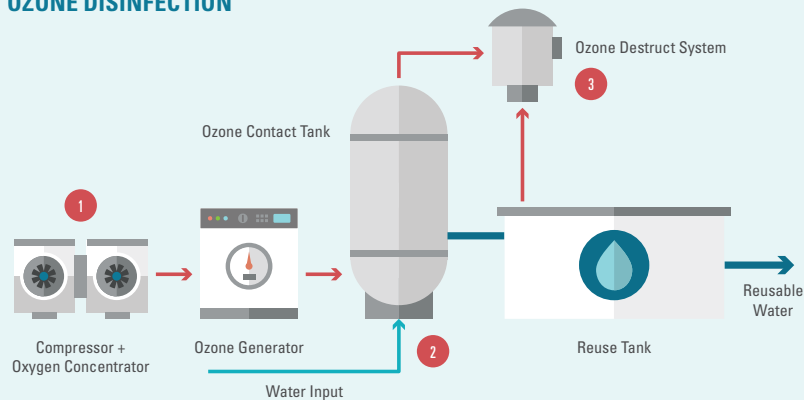 OZONE DISINFECTION
Ozone Destruct System
3
Ozone Contact Tank
1
Reusable
Water
Compressor +
Oxygen Concentrator
Ozone Generator
2
Reuse Tank
Water Input